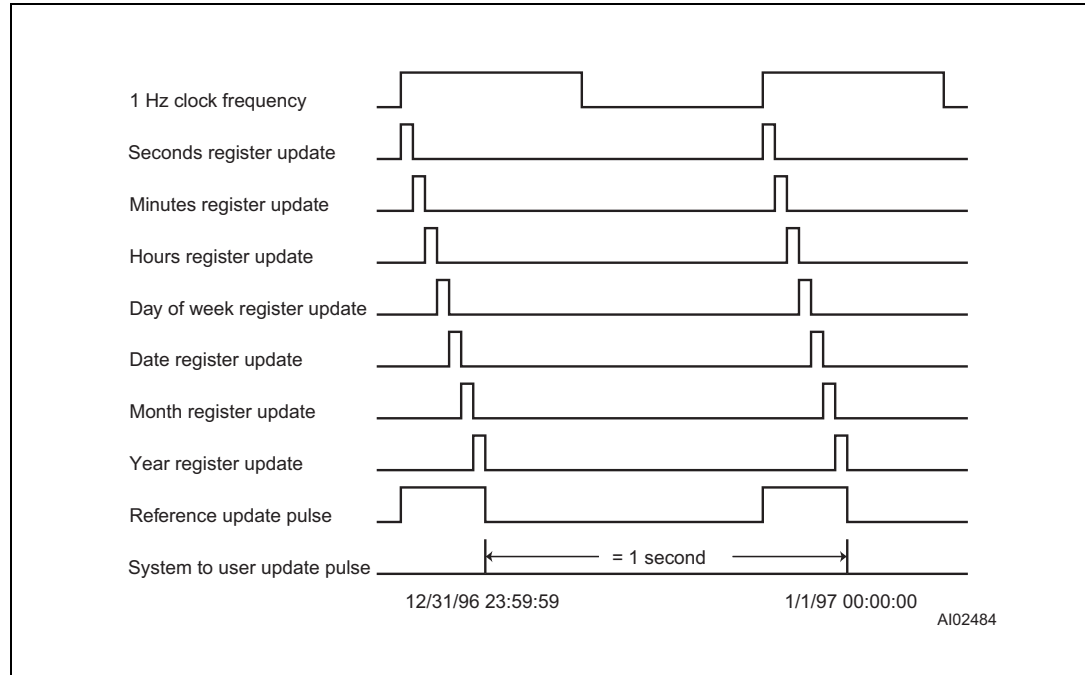 1 Hz clock frequency
Seconds register update
Minutes register update
Hours register update
Day of week register update
Date register update
Month register update
Year register update
Reference update pulse
System to user update pulse
= 1 second
12/31/96 23:59:59
1/1/97 00:00:00
AI02484